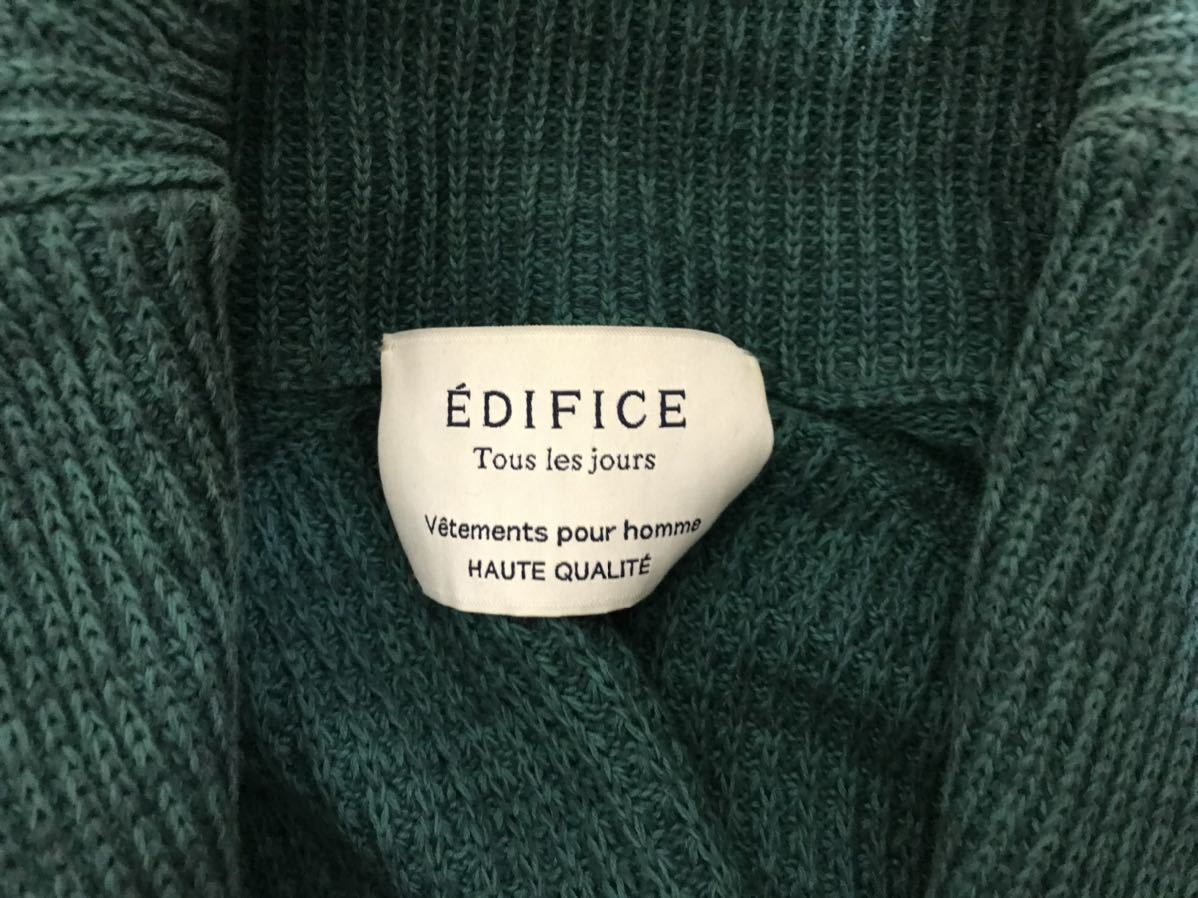 ÉDIFICE
Tous les jours
Vêtements pour homme
HAUTE QUALITÉ